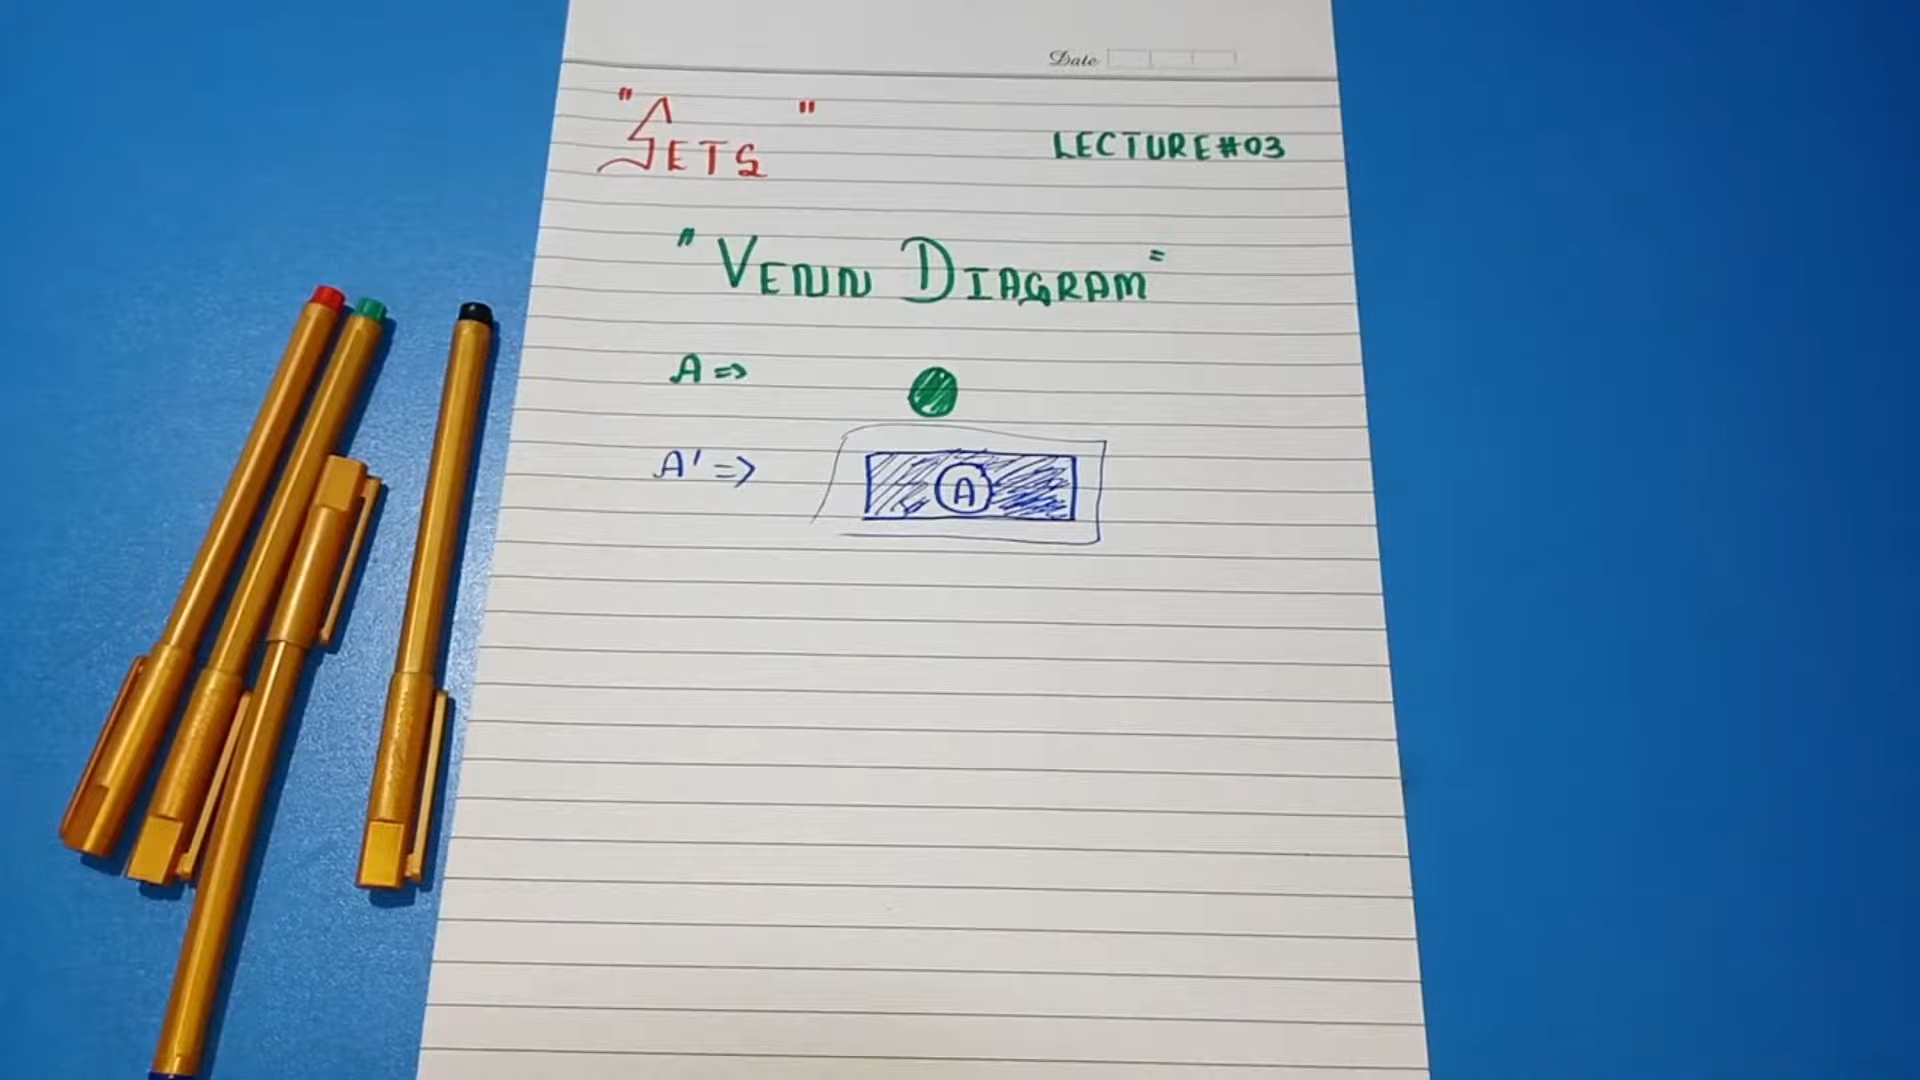 Date
"SETS"
LECTURE#03
"VENN DIAGRAM"
A =>
A' =>
A